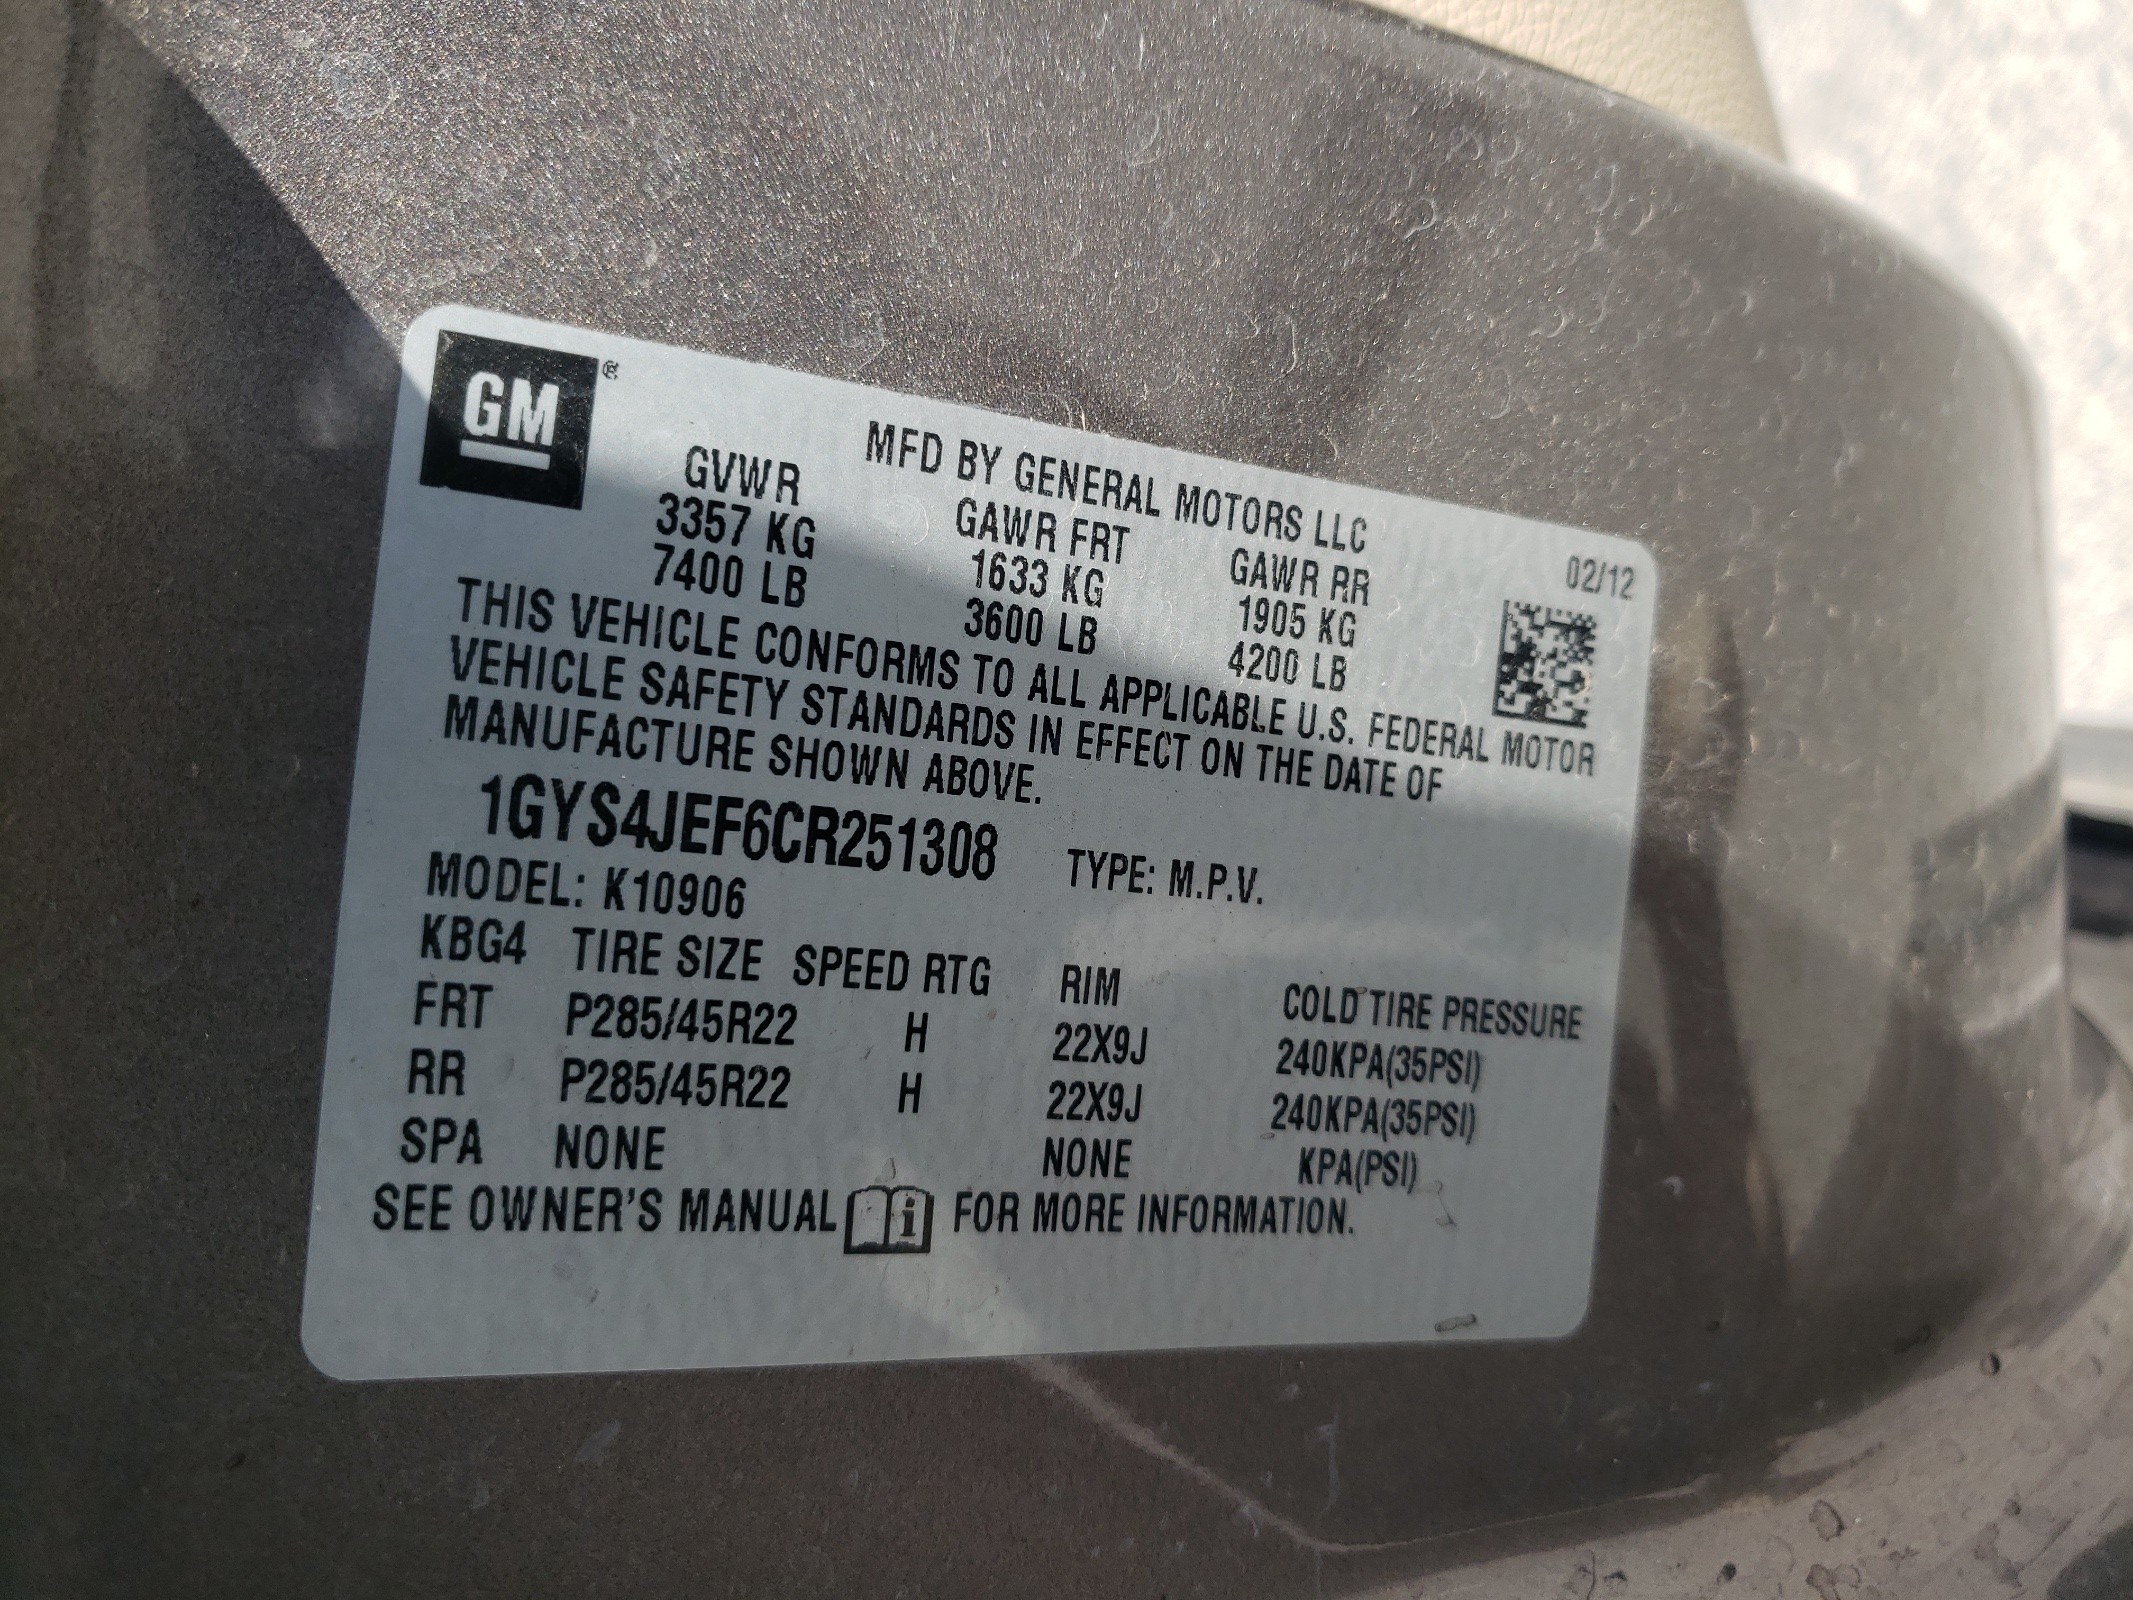 GM
MFD BY GENERAL MOTORS LLC
GVWR GAWR FRT GAWR RR 02/12
3357 KG 1633 KG 1905 KG
7400 LB 3600 LB 4200 LB
THIS VEHICLE CONFORMS TO ALL APPLICABLE U.S. FEDERAL MOTOR
VEHICLE SAFETY STANDARDS IN EFFECT ON THE DATE OF
MANUFACTURE SHOWN ABOVE.
1GYS4JEF6CR251308 TYPE: M.P.V.
MODEL: K10906
KBG4 TIRE SIZE SPEED RTG RIM COLD TIRE PRESSURE
FRT P285/45R22 H 22X9J 240KPA(35PSI)
RR P285/45R22 H 22X9J 240KPA(35PSI)
SPA NONE NONE KPA(PSI)
SEE OWNER'S MANUAL i FOR MORE INFORMATION.